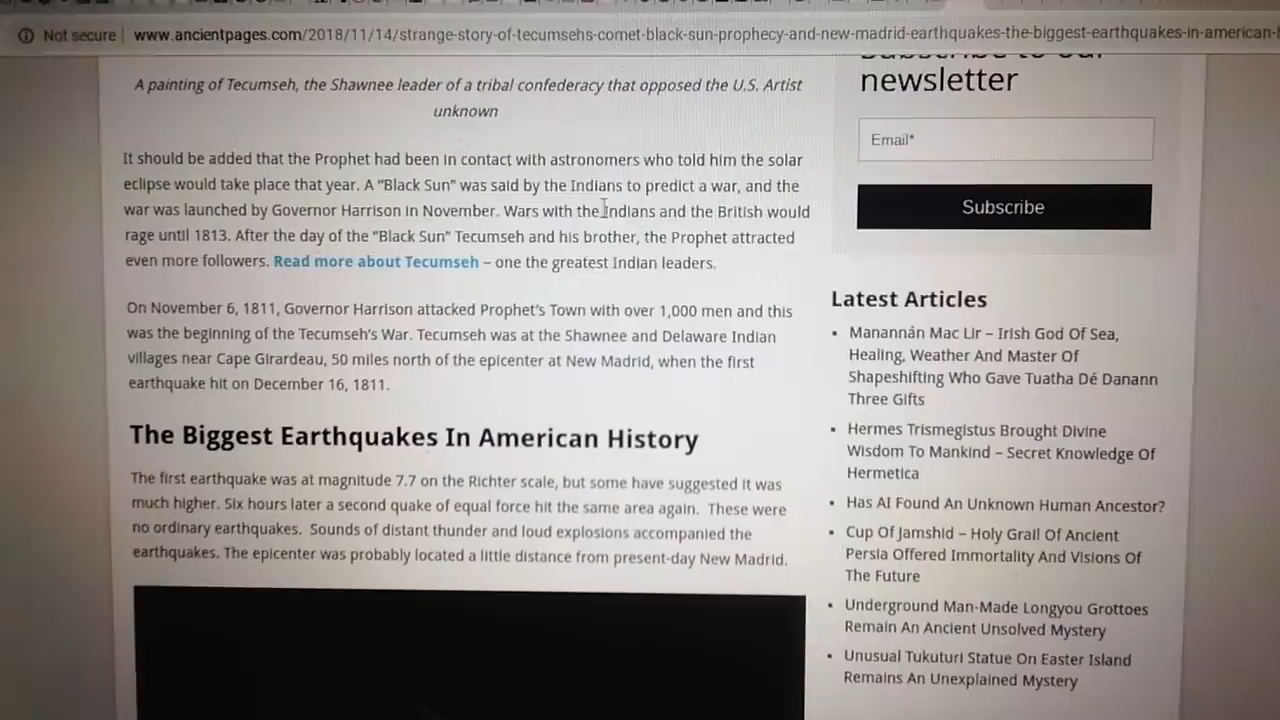 Not secure
www.ancientpages.com/2018/11/14/strange-story-of-tecumsehs-comet-black-sun-prophecy-and-new-madrid-earthquakes-the-biggest-earthquakes-in-american-
A painting of Tecumseh, the Shawnee leader of a tribal confederacy that opposed the U.S. Artist
unknown
It should be added that the Prophet had been in contact with astronomers who told him the solar
eclipse would take place that year. A “Black Sun” was said by the Indians to predict a war, and the
war was launched by Governor Harrison in November. Wars with the Indians and the British would
rage until 1813. After the day of the “Black Sun” Tecumseh and his brother, the Prophet attracted
even more followers. Read more about Tecumseh – one the greatest Indian leaders.
On November 6, 1811, Governor Harrison attacked Prophet’s Town with over 1,000 men and this
was the beginning of the Tecumseh’s War. Tecumseh was at the Shawnee and Delaware Indian
villages near Cape Girardeau, 50 miles north of the epicenter at New Madrid, when the first
earthquake hit on December 16, 1811.
The Biggest Earthquakes In American History
The first earthquake was at magnitude 7.7 on the Richter scale, but some have suggested it was
much higher. Six hours later a second quake of equal force hit the same area again. These were
no ordinary earthquakes. Sounds of distant thunder and loud explosions accompanied the
earthquakes. The epicenter was probably located a little distance from present-day New Madrid.
Subscribe to our
newsletter
Email*
Subscribe
Latest Articles
Manannán Mac Lir – Irish God Of Sea,
Healing, Weather And Master Of
Shapeshifting Who Gave Tuatha Dé Danann
Three Gifts
Hermes Trismegistus Brought Divine
Wisdom To Mankind – Secret Knowledge Of
Hermetica
Has AI Found An Unknown Human Ancestor?
Cup Of Jamshid – Holy Grail Of Ancient
Persia Offered Immortality And Visions Of
The Future
Underground Man-Made Longyou Grottoes
Remain An Ancient Unsolved Mystery
Unusual Tukuturi Statue On Easter Island
Remains An Unexplained Mystery